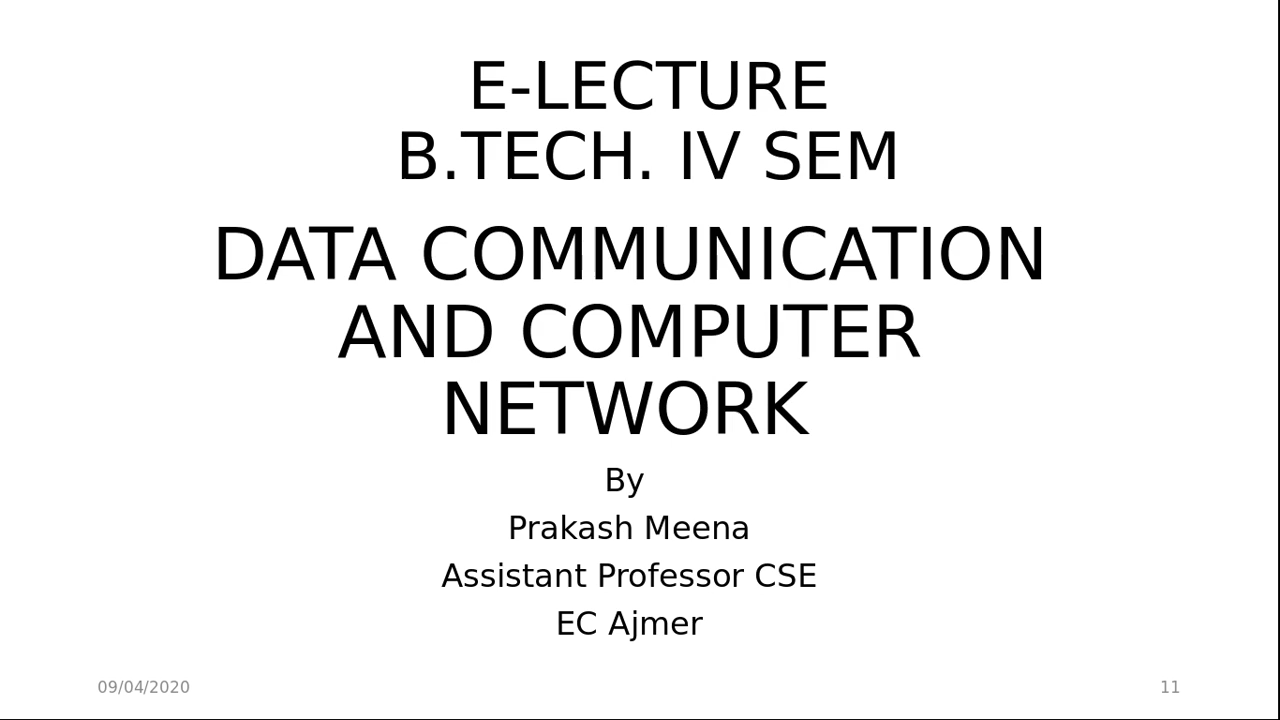 E-LECTURE
B.TECH. IV SEM
DATA COMMUNICATION
AND COMPUTER
NETWORK
By
Prakash Meena
Assistant Professor CSE
EC Ajmer
09/04/2020
11